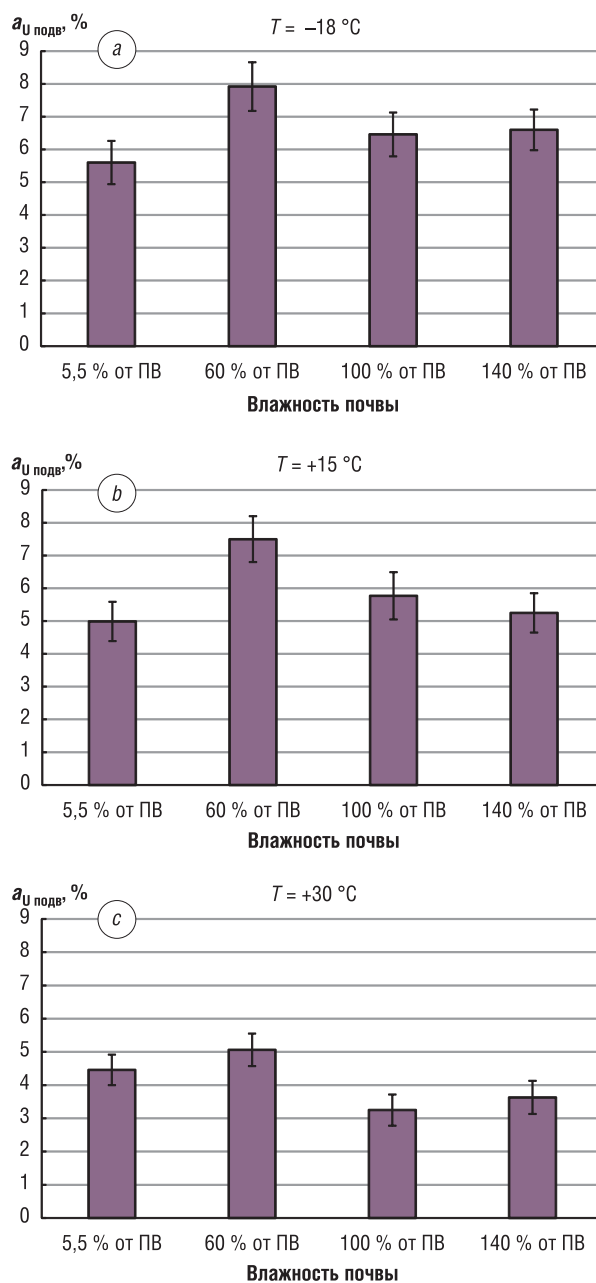 a U подв, %
a
T = –18 °C
9
8
7
6
5
4
3
2
1
0
5,5 % от ПВ 60 % от ПВ 100 % от ПВ 140 % от ПВ
Влажность почвы
a U подв,%
b
T = +15 °C
9
8
7
6
5
4
3
2
1
0
5,5 % от ПВ 60 % от ПВ 100 % от ПВ 140 % от ПВ
Влажность почвы
a U подв, %
c
T = +30 °C
9
8
7
6
5
4
3
2
1
0
5,5 % от ПВ 60 % от ПВ 100 % от ПВ 140 % от ПВ
Влажность почвы